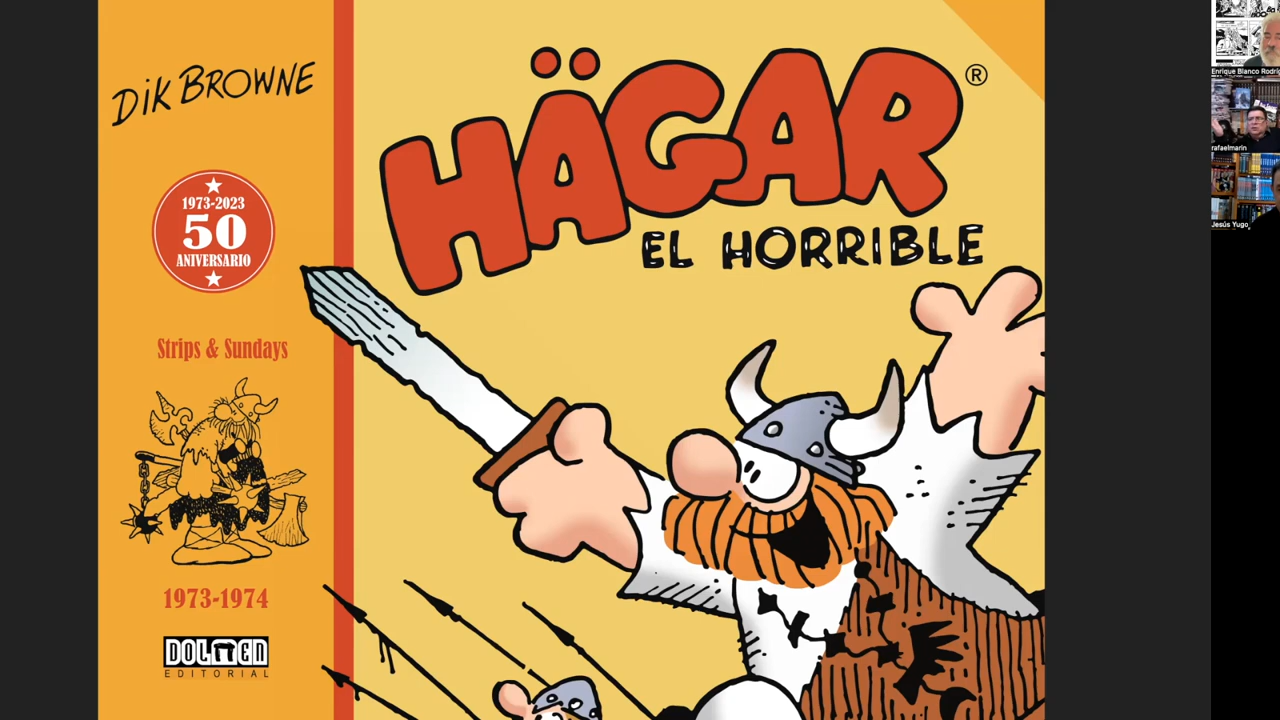 DiK BROWNE
1973-2023
50
ANIVERSARIO
Strips & Sundays
1973-1974
DOLMEN
EDITORIAL
HÄGAR®
EL HORRIBLE
Enrique Blanco Rodríg
rafaelmarin
Jesús Yugo